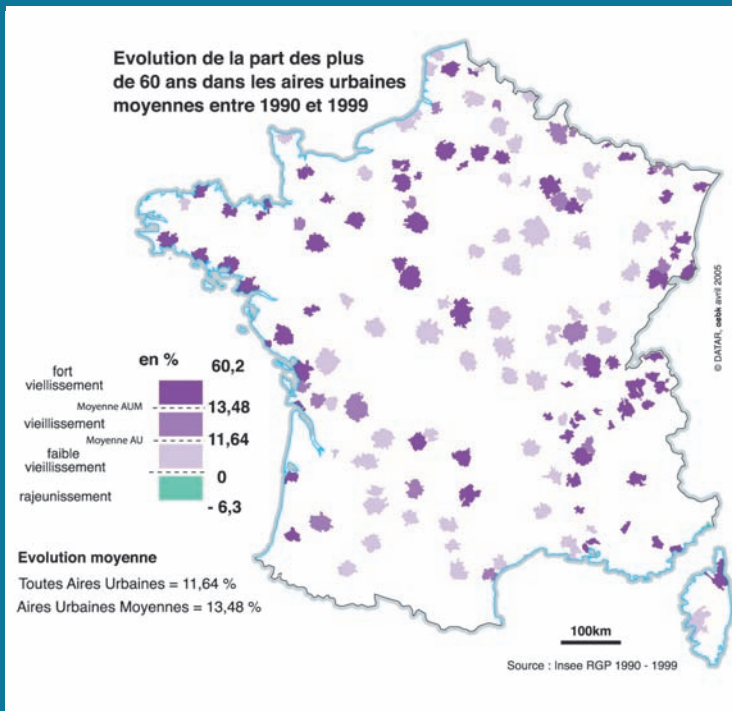 Evolution de la part des plus
de 60 ans dans les aires urbaines
moyennes entre 1990 et 1999
© DATAR, oebk avril 2005
en %
60,2
fort
viellissement
Moyenne AUM
13,48
vieillissement
Moyenne AU
11,64
faible
vieillissement
0
rajeunissement
- 6,3
Evolution moyenne
Toutes Aires Urbaines = 11,64 %
Aires Urbaines Moyennes = 13,48 %
100km
Source : Insee RGP 1990 - 1999